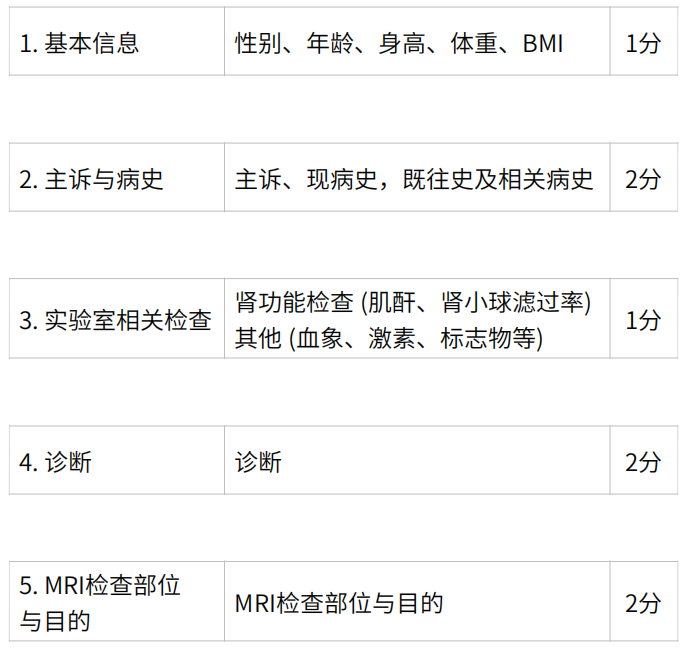 1. 基本信息 性别、年龄、身高、体重、BMI 1分
2. 主诉与病史 主诉、现病史，既往史及相关病史 2分
3. 实验室相关检查 肾功能检查 (肌酐、肾小球滤过率) 1分
其他 (血象、激素、标志物等)
4. 诊断 诊断 2分
5. MRI检查部位 MRI检查部位与目的 2分
与目的